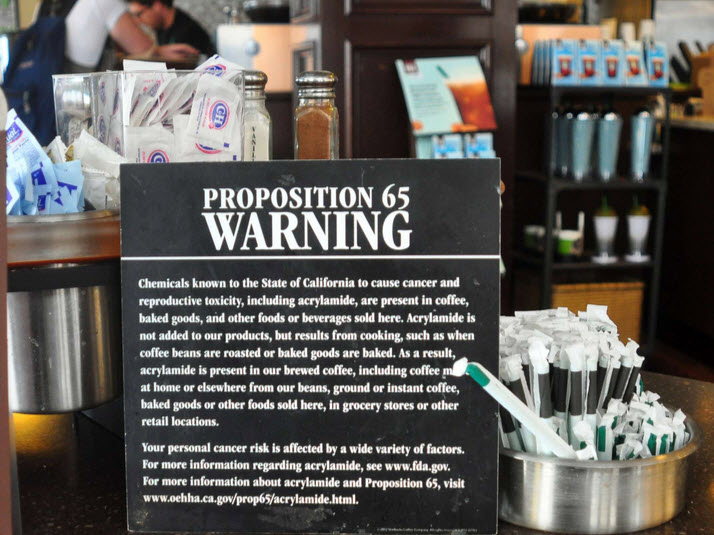 PROPOSITION 65
WARNING
Chemicals known to the State of California to cause cancer and
reproductive toxicity, including acrylamide, are present in coffee,
baked goods, and other foods or beverages sold here. Acrylamide is
not added to our products, but results from cooking, such as when
coffee beans are roasted or baked goods are baked. As a result,
acrylamide is present in our brewed coffee, including coffee m
at home or elsewhere from our beans, ground or instant coffee,
baked goods or other foods sold here, in grocery stores or other
retail locations.
Your personal cancer risk is affected by a wide variety of factors.
For more information regarding acrylamide, see www.fda.gov.
For more information about acrylamide and Proposition 65, visit
www.oehha.ca.gov/prop65/acrylamide.html.
VANIL